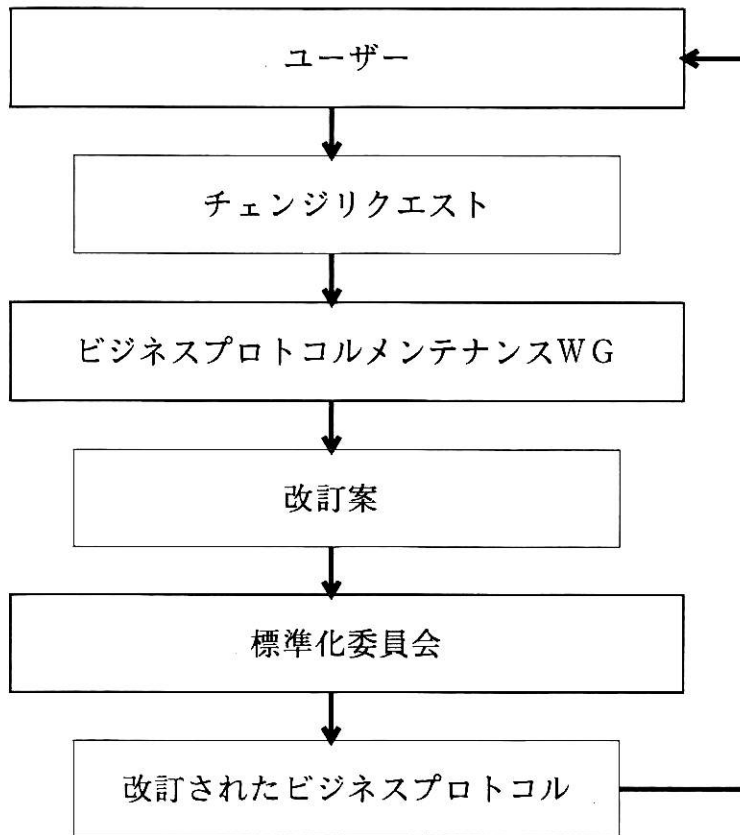 ユーザー
チェンジリクエスト
ビジネスプロトコルメンテナンスWG
改訂案
標準化委員会
改訂されたビジネスプロトコル